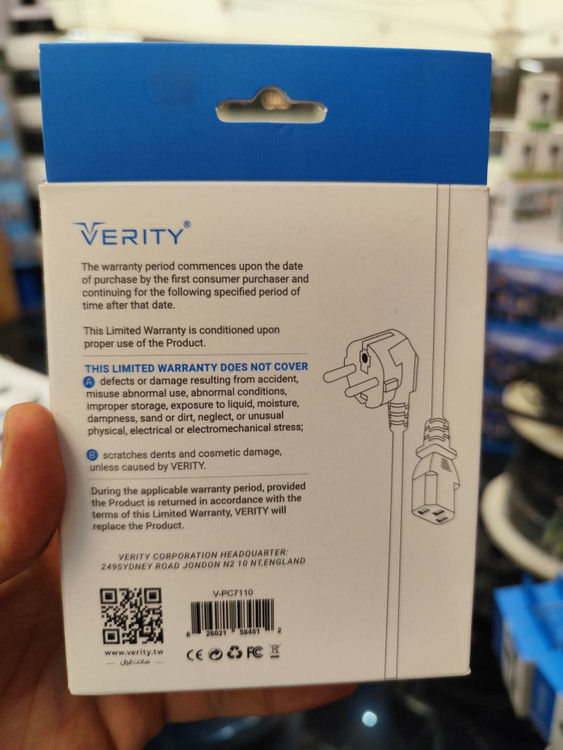 VERITY®
The warranty period commences upon the date
of purchase by the first consumer purchaser and
continuing for the following specified period of
time after that date.
This Limited Warranty is conditioned upon
proper use of the Product.
THIS LIMITED WARRANTY DOES NOT COVER
A defects or damage resulting from accident,
misuse abnormal use, abnormal conditions,
improper storage, exposure to liquid, moisture,
dampness, sand or dirt, neglect, or unusual
physical, electrical or electromechanical stress;
B scratches dents and cosmetic damage,
unless caused by VERITY.
During the applicable warranty period, provided
the Product is returned in accordance with the
terms of this Limited Warranty, VERITY will
replace the Product.
VERITY CORPORATION HEADQUARTER:
249SYDNEY ROAD JONDON N2 10 NT,ENGLAND
V-PC7110
6 26021 58451 2
www.verity.tw
ساخت ایران
CE FC